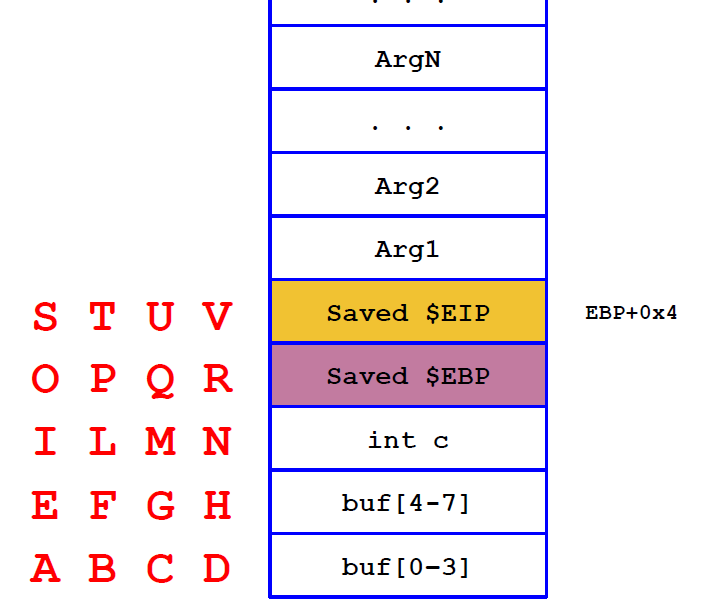 . . .
ArgN
. . .
Arg2
Arg1
S T U V Saved $EIP EBP+0x4
O P Q R Saved $EBP
I L M N int c
E F G H buf[4-7]
A B C D buf[0-3]